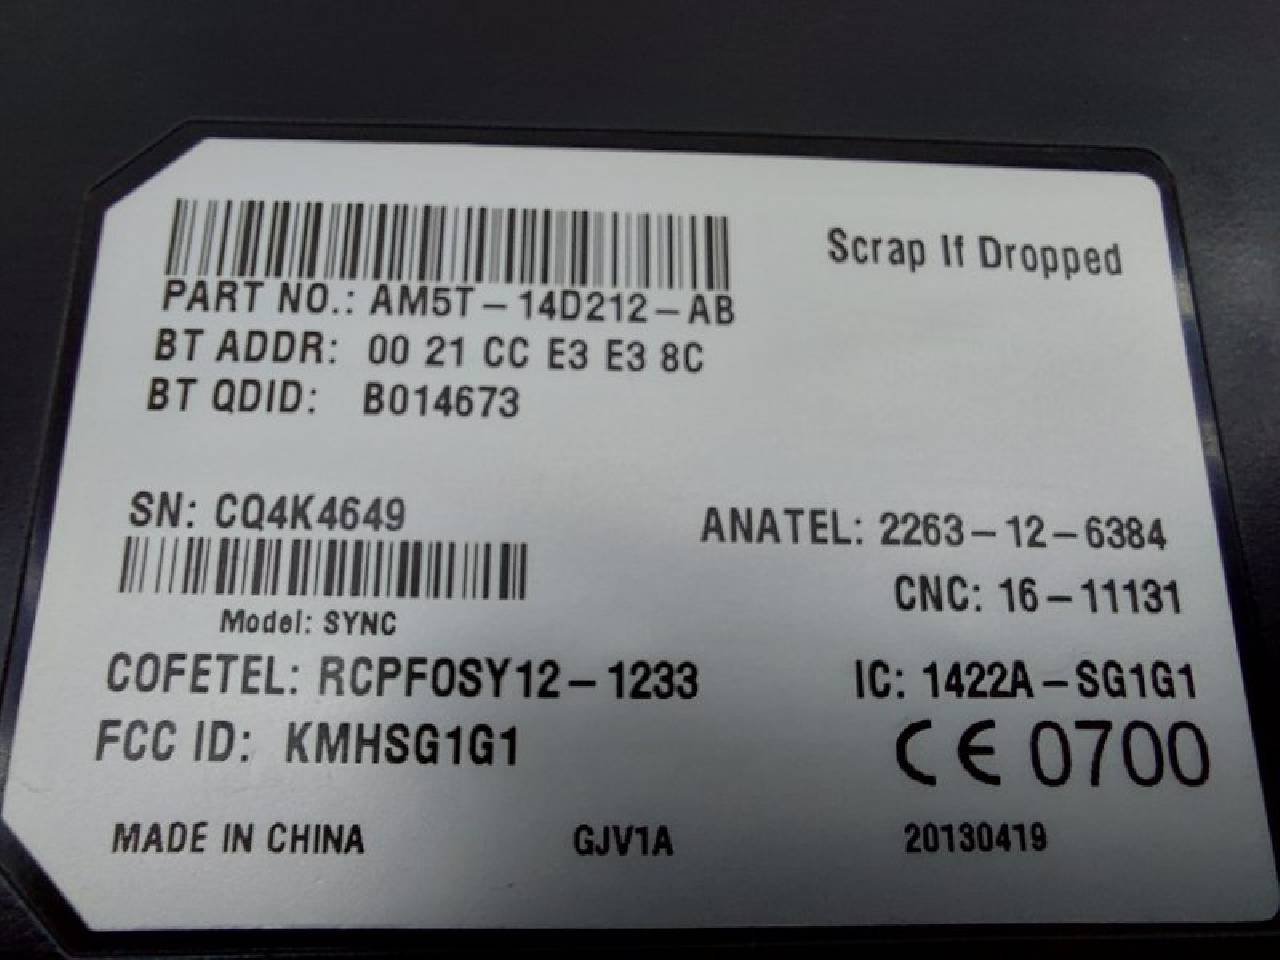 Scrap If Dropped
PART NO.: AM5T-14D212-AB
BT ADDR: 00 21 CC E3 E3 8C
BT QDID: B014673
SN: CQ4K4649
ANATEL: 2263-12-6384
CNC: 16-11131
Model: SYNC
COFETEL: RCPFOSY12-1233
IC: 1422A-SG1G1
FCC ID: KMHSG1G1
CE 0700
MADE IN CHINA
GJV1A
20130419